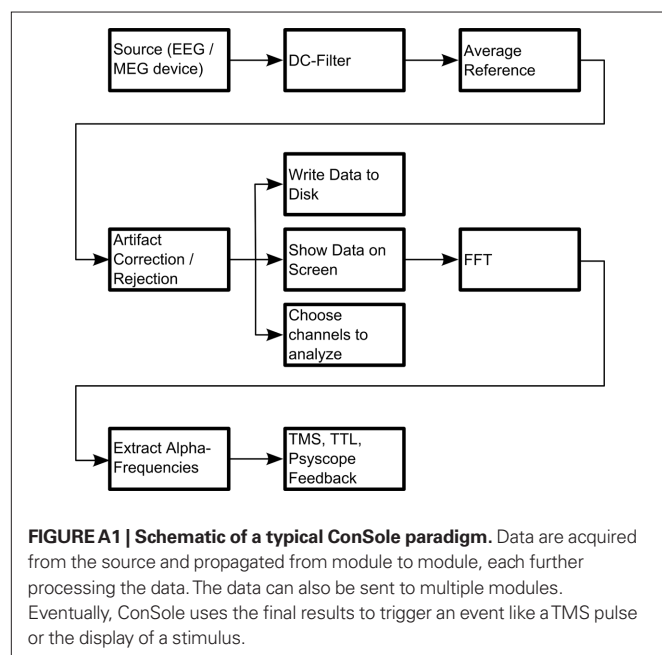 Source (EEG /
MEG device)
DC-Filter
Average
Reference
Artifact
Correction /
Rejection
Write Data to
Disk
Show Data on
Screen
Choose
channels to
analyze
FFT
Extract Alpha-
Frequencies
TMS, TTL,
Psyscope
Feedback
FIGURE A1 | Schematic of a typical ConSole paradigm. Data are acquired
from the source and propagated from module to module, each further
processing the data. The data can also be sent to multiple modules.
Eventually, ConSole uses the final results to trigger an event like a TMS pulse
or the display of a stimulus.